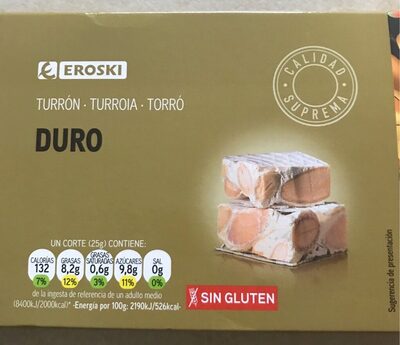 EROSKI
TURRÓN · TURROIA · TORRÓ
DURO
CALIDAD SUPREMA
UN CORTE (25g) CONTIENE:
CALORÍAS 132 7%
GRASAS 8,2g 12%
GRASAS SATURADAS 0,6g 3%
AZÚCARES 9,8g 11%
SAL 0g 0%
de la ingesta de referencia de un adulto medio
(8400kJ/2000kcal)* -Energía por 100g: 2190kJ/526kcal-
SIN GLUTEN
Sugerencia de presentación